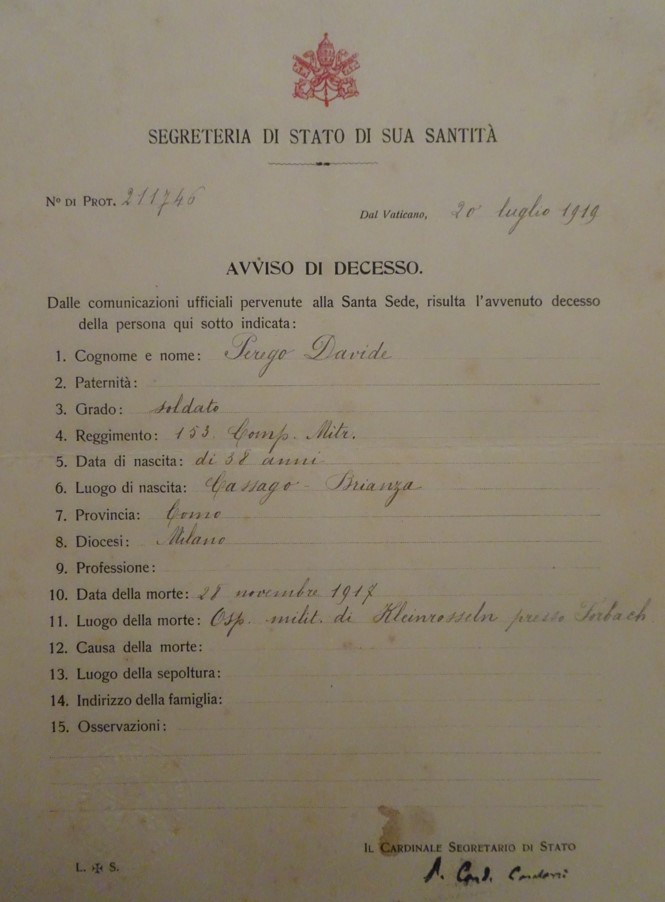 SEGRETERIA DI STATO DI SUA SANTITÀ
Nº DI PROT. 211746
Dal Vaticano, 20 luglio 1919
AVVISO DI DECESSO.
Dalle comunicazioni ufficiali pervenute alla Santa Sede, risulta l'avvenuto decesso
della persona qui sotto indicata:
1. Cognome e nome: Perego Davide
2. Paternità:
3. Grado: soldato
4. Reggimento: 153. Comp. Mitr.
5. Data di nascita: di 38 anni
6. Luogo di nascita: Cassago - Brianza
7. Provincia: Como
8. Diocesi: Milano
9. Professione:
10. Data della morte: 28 novembre 1917
11. Luogo della morte: Osp. milit. di Kleinrosseln presso Forbach
12. Causa della morte:
13. Luogo della sepoltura:
14. Indirizzo della famiglia:
15. Osservazioni:
IL CARDINALE SEGRETARIO DI STATO
L. ✠ S.
Card.